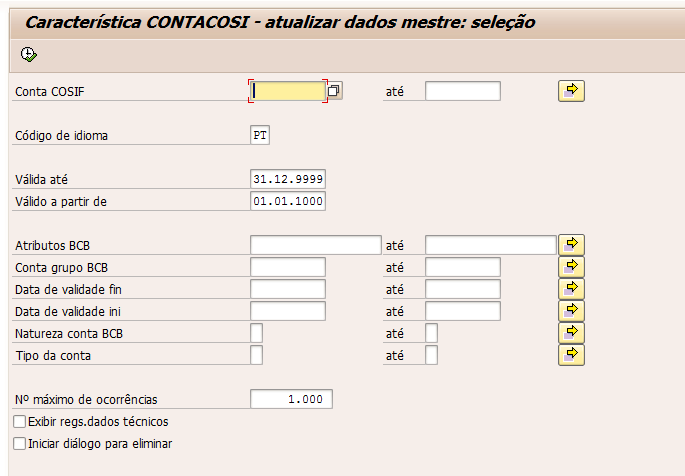 Característica CONTACOSI - atualizar dados mestre: seleção
Conta COSIF até
Código de idioma PT
Válida até 31.12.9999
Válido a partir de 01.01.1000
Atributos BCB até
Conta grupo BCB até
Data de validade fin até
Data de validade ini até
Natureza conta BCB até
Tipo da conta até
Nº máximo de ocorrências 1.000
Exibir regs.dados técnicos
Iniciar diálogo para eliminar